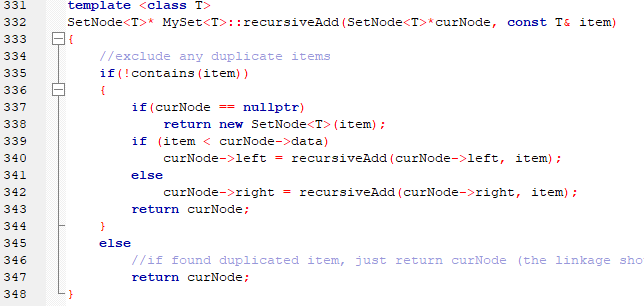 331 template <class T>
332 SetNode<T>* MySet<T>::recursiveAdd(SetNode<T>*curNode, const T& item)
333 {
334 //exclude any duplicate items
335 if(!contains(item))
336 {
337 if(curNode == nullptr)
338 return new SetNode<T>(item);
339 if (item < curNode->data)
340 curNode->left = recursiveAdd(curNode->left, item);
341 else
342 curNode->right = recursiveAdd(curNode->right, item);
343 return curNode;
344 }
345 else
346 //if found duplicated item, just return curNode (the linkage sho
347 return curNode;
348 }